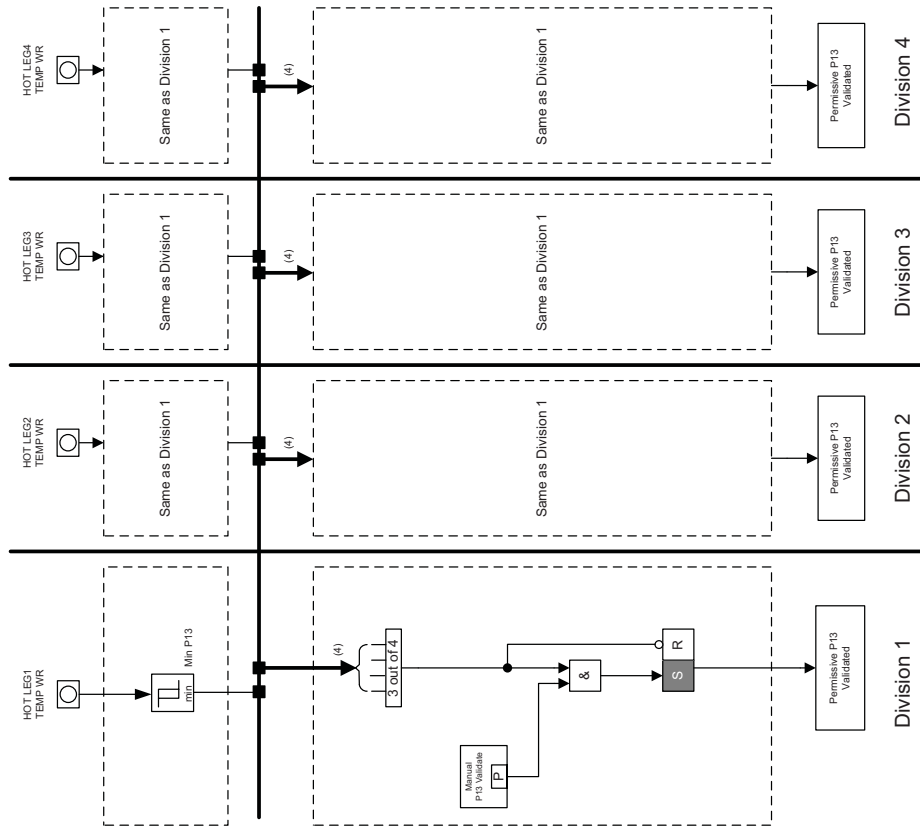 HOT LEG1
TEMP WR
min
Min P13
(4)
3 out of 4
Manual
P13 Validate
P
&
S
R
Permissive P13
Validated
Division 1
HOT LEG2
TEMP WR
Same as Division 1
(4)
Same as Division 1
Permissive P13
Validated
Division 2
HOT LEG3
TEMP WR
Same as Division 1
(4)
Same as Division 1
Permissive P13
Validated
Division 3
HOT LEG4
TEMP WR
Same as Division 1
(4)
Same as Division 1
Permissive P13
Validated
Division 4